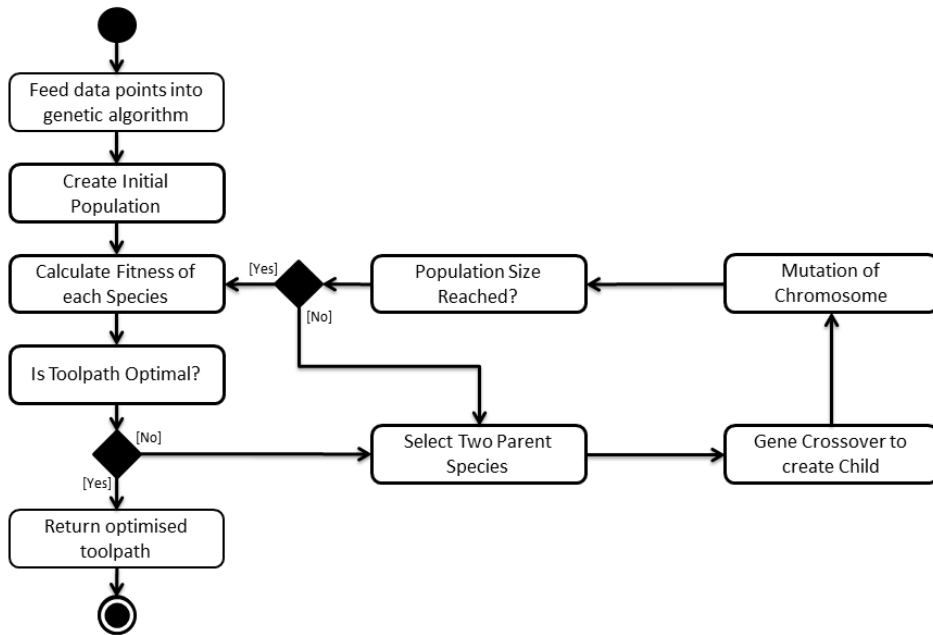 Feed data points into
genetic algorithm
Create Initial
Population
Calculate Fitness of
each Species
[Yes]
Population Size
Reached?
Mutation of
Chromosome
[No]
Is Toolpath Optimal?
[No]
Select Two Parent
Species
Gene Crossover to
create Child
[Yes]
Return optimised
toolpath